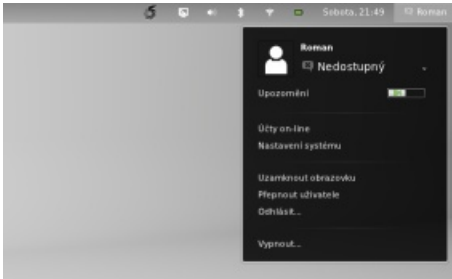 Sobota, 21:49
Roman
Roman
Nedostupný
Upozornění
Účty on-line
Nastavení systému
Uzamknout obrazovku
Přepnout uživatele
Odhlásit...
Vypnout...